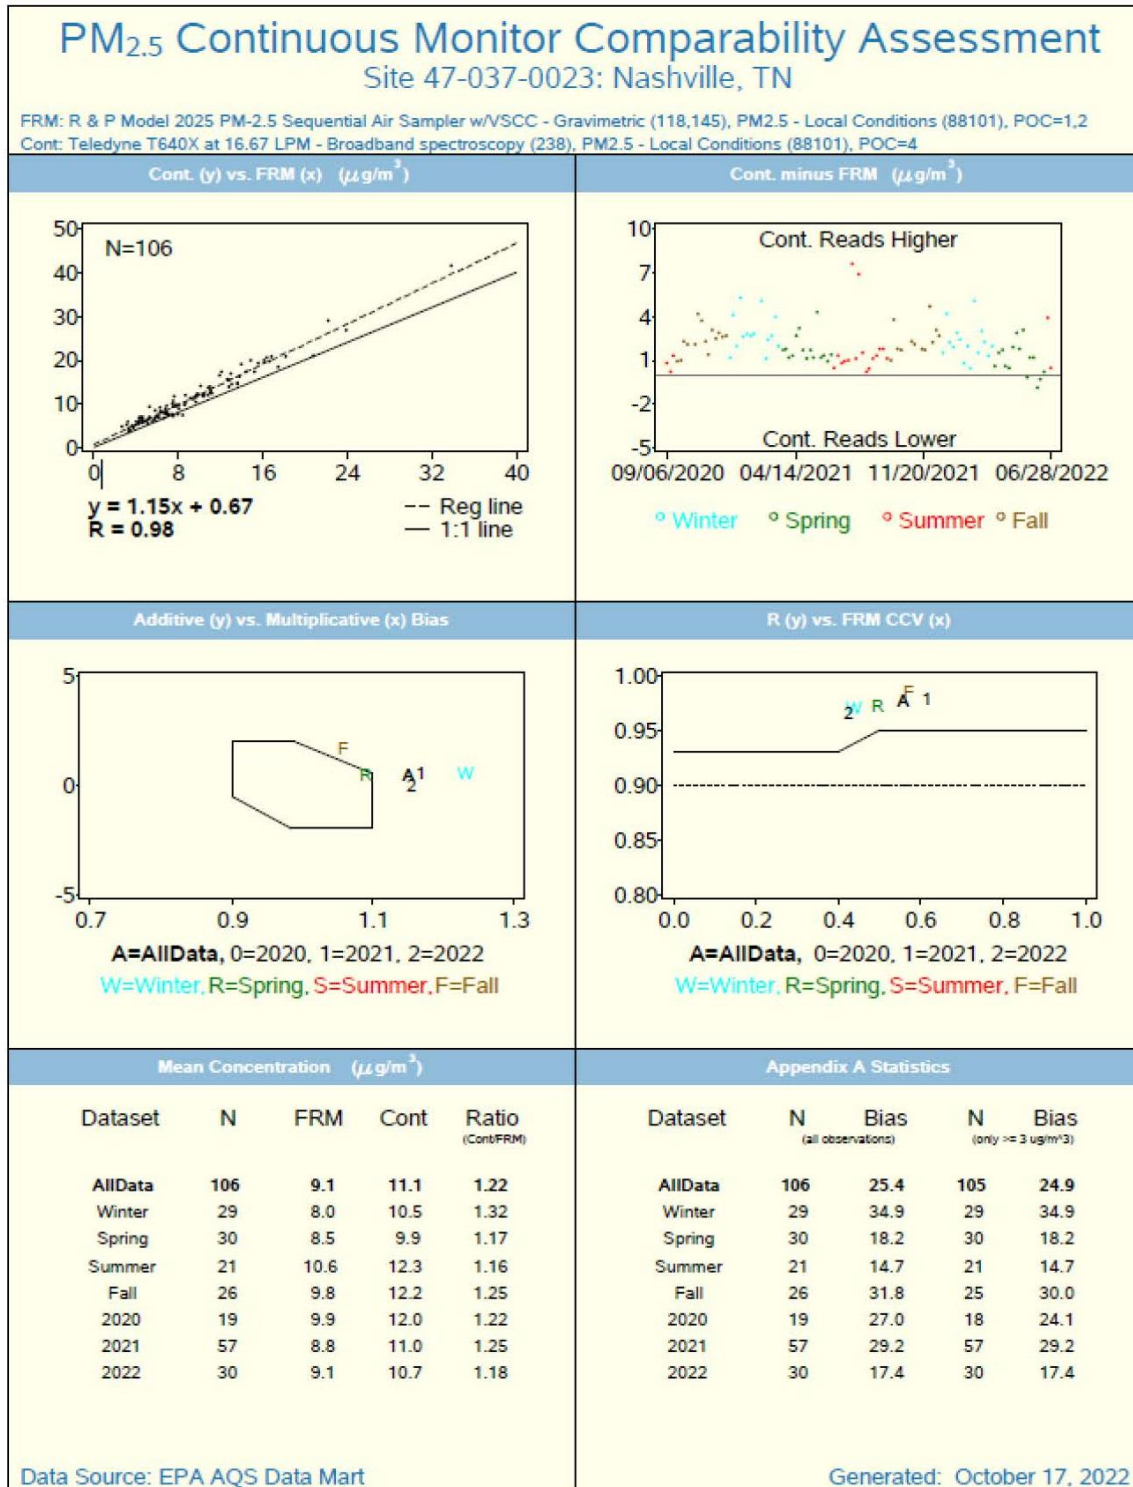 PM2.5 Continuous Monitor Comparability Assessment
Site 47-037-0023: Nashville, TN
FRM: R & P Model 2025 PM-2.5 Sequential Air Sampler w/VSCC - Gravimetric (118,145), PM2.5 - Local Conditions (88101), POC=1,2
Cont: Teledyne T640X at 16.67 LPM - Broadband spectroscopy (238), PM2.5 - Local Conditions (88101), POC=4
Cont. (y) vs. FRM (x) (μg/m³)
50
40
30
20
10
0
N=106
0 8 16 24 32 40
y = 1.15x + 0.67
R = 0.98
-- Reg line
— 1:1 line
Cont. minus FRM (μg/m³)
10
7
4
1
-2
-5
Cont. Reads Higher
Cont. Reads Lower
09/06/2020 04/14/2021 11/20/2021 06/28/2022
° Winter ° Spring ° Summer ° Fall
Additive (y) vs. Multiplicative (x) Bias
5
0
-5
F
R
A
1
2
W
0.7 0.9 1.1 1.3
A=AllData, 0=2020, 1=2021, 2=2022
W=Winter, R=Spring, S=Summer, F=Fall
R (y) vs. FRM CCV (x)
1.00
0.95
0.90
0.85
0.80
2
W
R
A
F
1
0.0 0.2 0.4 0.6 0.8 1.0
A=AllData, 0=2020, 1=2021, 2=2022
W=Winter, R=Spring, S=Summer, F=Fall
Mean Concentration (μg/m³)
Dataset N FRM Cont Ratio
(Cont/FRM)
AllData 106 9.1 11.1 1.22
Winter 29 8.0 10.5 1.32
Spring 30 8.5 9.9 1.17
Summer 21 10.6 12.3 1.16
Fall 26 9.8 12.2 1.25
2020 19 9.9 12.0 1.22
2021 57 8.8 11.0 1.25
2022 30 9.1 10.7 1.18
Appendix A Statistics
Dataset N Bias N Bias
(all observations) (only >= 3 ug/m^3)
AllData 106 25.4 105 24.9
Winter 29 34.9 29 34.9
Spring 30 18.2 30 18.2
Summer 21 14.7 21 14.7
Fall 26 31.8 25 30.0
2020 19 27.0 18 24.1
2021 57 29.2 57 29.2
2022 30 17.4 30 17.4
Data Source: EPA AQS Data Mart
Generated: October 17, 2022